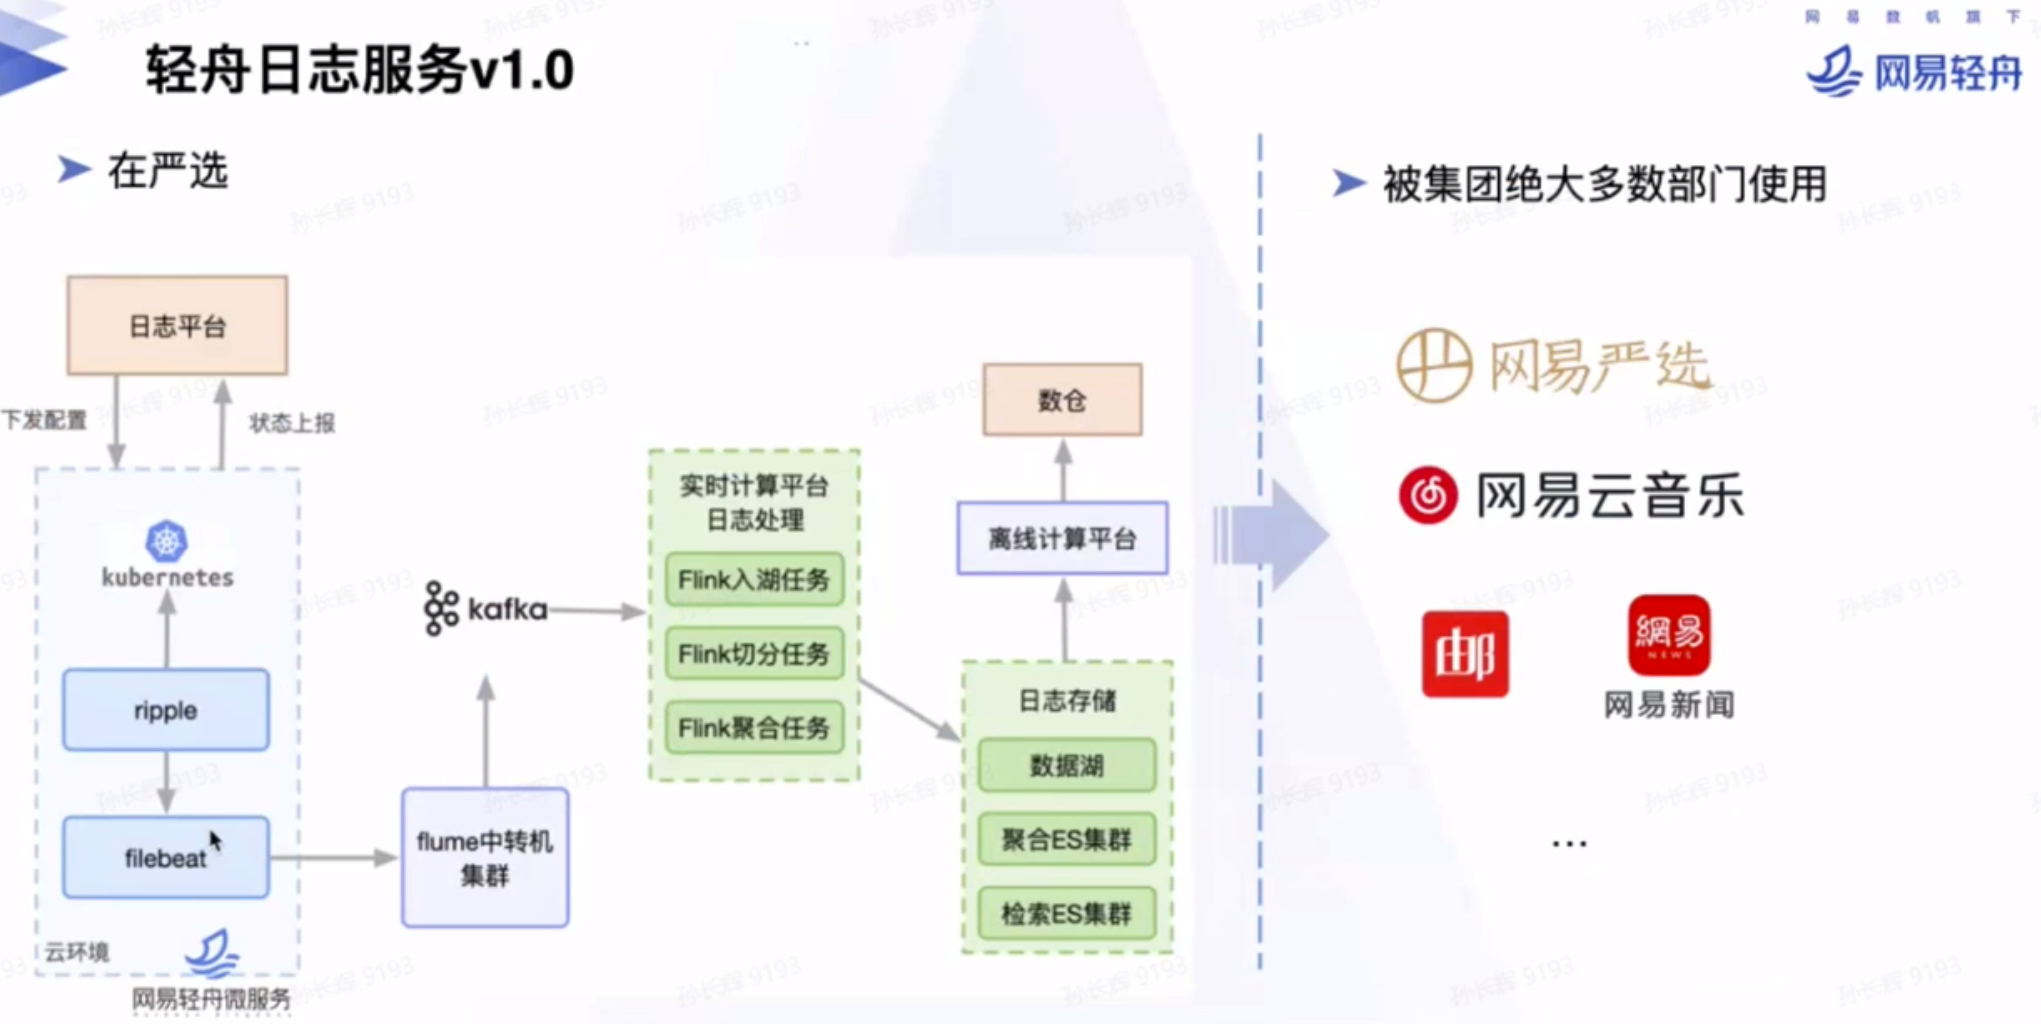 网易数帆旗下
轻舟日志服务v1.0
网易轻舟
在严选
被集团绝大多数部门使用
日志平台
下发配置
状态上报
kubernetes
ripple
filebeat
云环境
网易轻舟微服务
flume中转机
集群
kafka
实时计算平台
日志处理
Flink入湖任务
Flink切分任务
Flink聚合任务
数仓
离线计算平台
日志存储
数据湖
聚合ES集群
检索ES集群
网易严选
网易云音乐
邮
網易
NEWS
网易新闻
...
孙长辉 9193